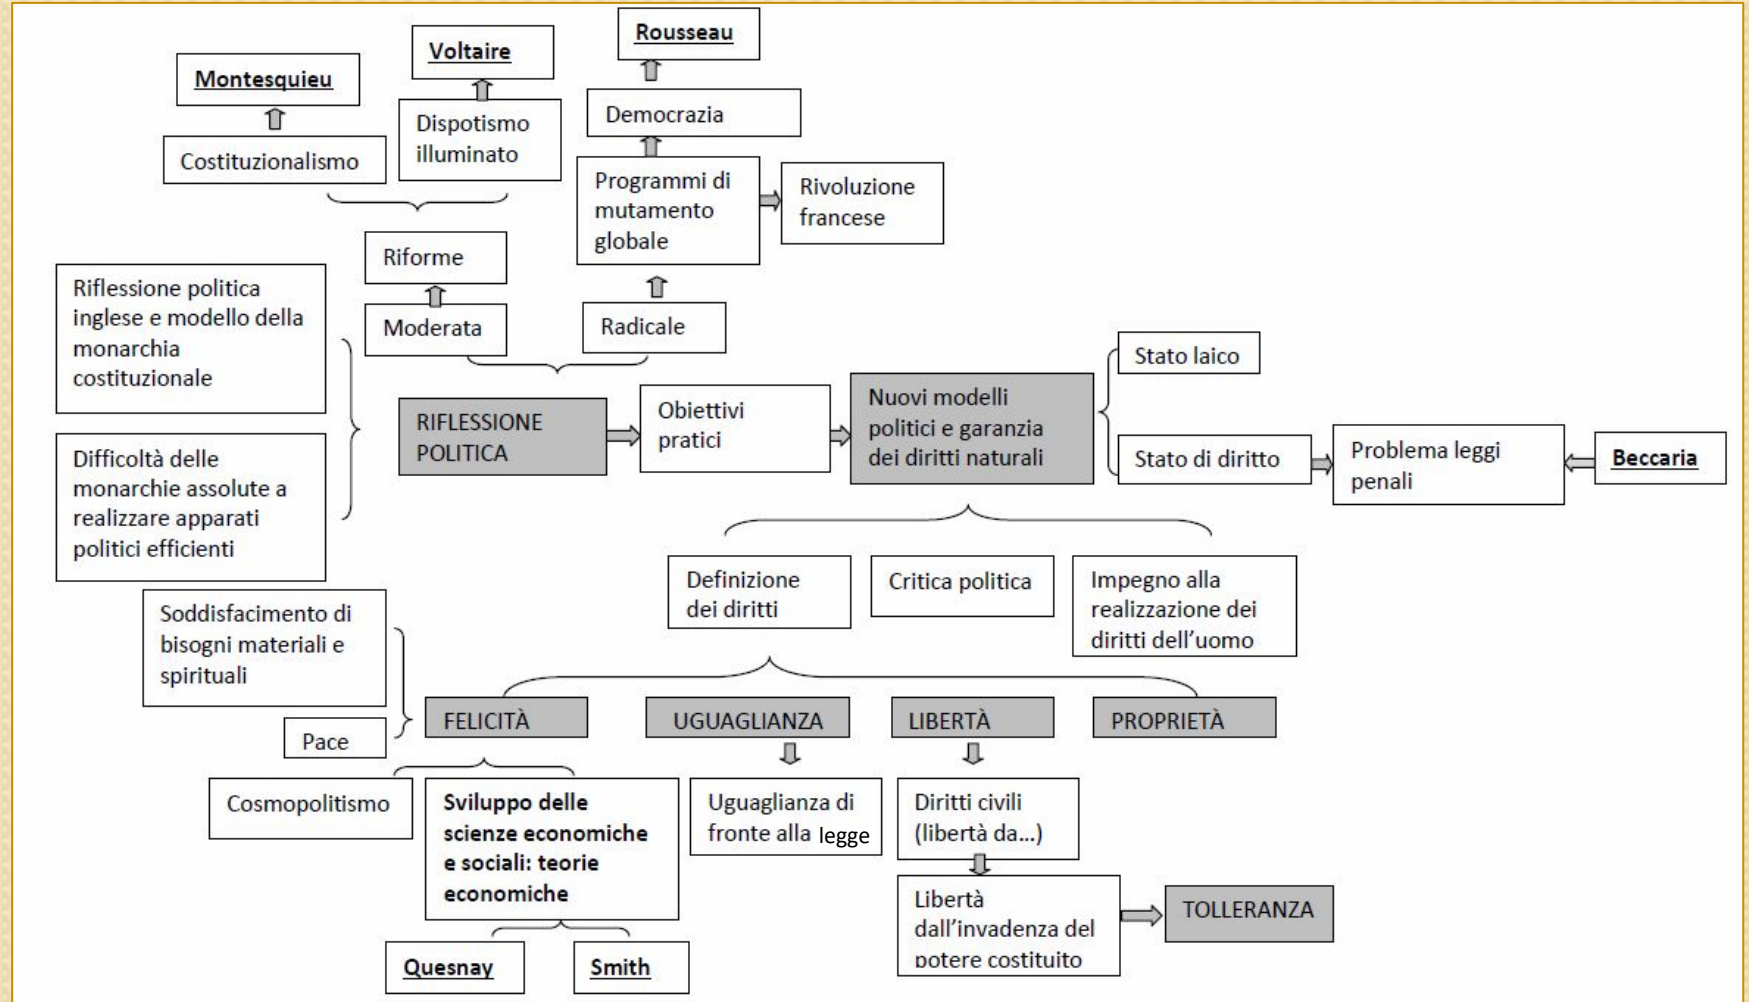 Rousseau
Voltaire
Montesquieu
Democrazia
Dispotismo
illuminato
Costituzionalismo
Programmi di
mutamento
globale
Rivoluzione
francese
Riforme
Riflessione politica
inglese e modello della
monarchia
costituzionale
Moderata
Radicale
Stato laico
RIFLESSIONE
POLITICA
Obiettivi
pratici
Nuovi modelli
politici e garanzia
dei diritti naturali
Stato di diritto
Problema leggi
penali
Beccaria
Difficoltà delle
monarchie assolute a
realizzare apparati
politici efficienti
Definizione
dei diritti
Critica politica
Impegno alla
realizzazione dei
diritti dell’uomo
Soddisfacimento di
bisogni materiali e
spirituali
Pace
FELICITÀ
UGUAGLIANZA
LIBERTÀ
PROPRIETÀ
Cosmopolitismo
Sviluppo delle
scienze economiche
e sociali: teorie
economiche
Uguaglianza di
fronte alla legge
Diritti civili
(libertà da…)
Libertà
dall’invadenza del
potere costituito
TOLLERANZA
Quesnay
Smith